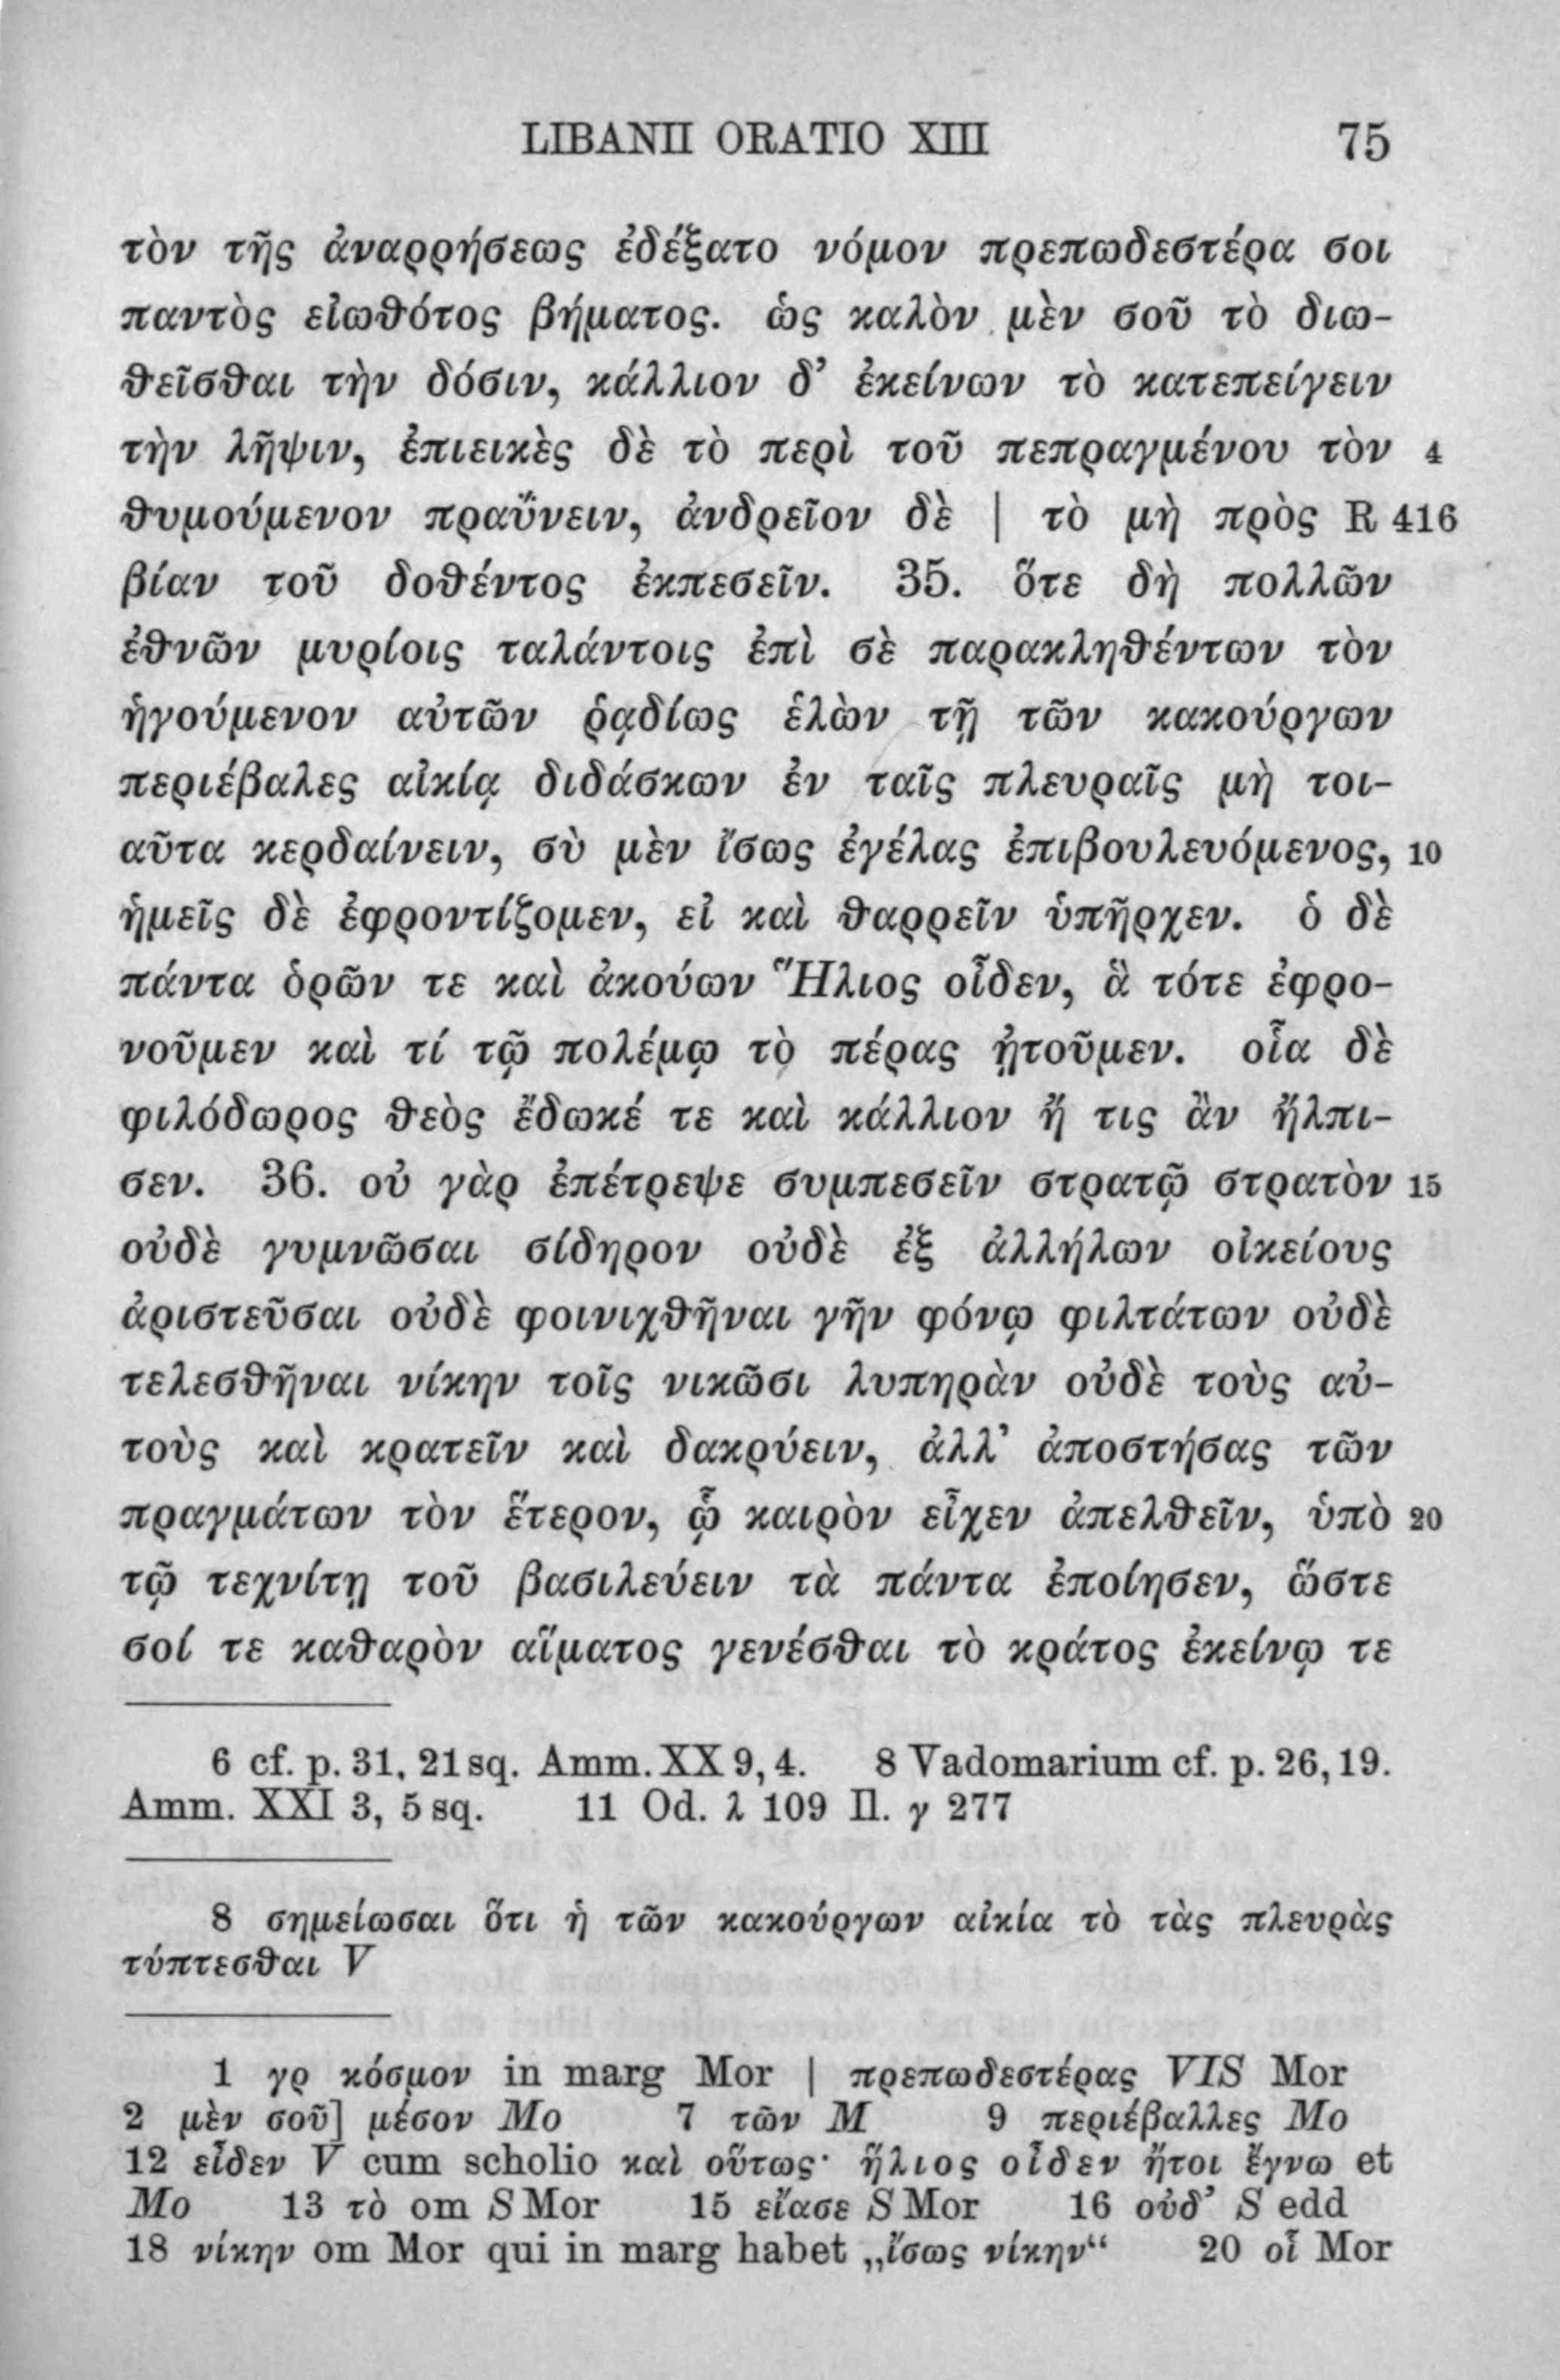 LIBANII ORATIO XIII 75
τὸν τῆς ἀναρρήσεως ἐδέξατο νόμον πρεπωδεστέρα σοι
παντὸς εἰωθότος βήματος. ὡς καλὸν μὲν σοῦ τὸ διω-
θεῖσθαι τὴν δόσιν, κάλλιον δ’ ἐκείνων τὸ κατεπείγειν
τὴν λῆψιν, ἐπιεικὲς δὲ τὸ περὶ τοῦ πεπραγμένου τὸν 4
θυμούμενον πραΰνειν, ἀνδρεῖον δὲ | τὸ μὴ πρὸς R 416
βίαν τοῦ δοθέντος ἐκπεσεῖν. 35. ὅτε δὴ πολλῶν
ἐθνῶν μυρίοις ταλάντοις ἐπὶ σὲ παρακληθέντων τὸν
ἡγούμενον αὐτῶν ῥᾳδίως ἑλὼν τῇ τῶν κακούργων
περιέβαλες αἰκίᾳ διδάσκων ἐν ταῖς πλευραῖς μὴ τοι-
αῦτα κερδαίνειν, σὺ μὲν ἴσως ἐγέλας ἐπιβουλευόμενος, 10
ἡμεῖς δὲ ἐφροντίζομεν, εἰ καὶ θαρρεῖν ὑπῆρχεν. ὁ δὲ
πάντα ὁρῶν τε καὶ ἀκούων Ἥλιος οἶδεν, ἃ τότε ἐφρο-
νοῦμεν καὶ τί τῷ πολέμῳ τὸ πέρας ᾐτοῦμεν. οἷα δὲ
φιλόδωρος θεὸς ἔδωκέ τε καὶ κάλλιον ἤ τις ἂν ἤλπι-
σεν. 36. οὐ γὰρ ἐπέτρεψε συμπεσεῖν στρατῷ στρατὸν 15
οὐδὲ γυμνῶσαι σίδηρον οὐδὲ ἐξ ἀλλήλων οἰκείους
ἀριστεῦσαι οὐδὲ φοινιχθῆναι γῆν φόνῳ φιλτάτων οὐδὲ
τελεσθῆναι νίκην τοῖς νικῶσι λυπηρὰν οὐδὲ τοὺς αὐ-
τοὺς καὶ κρατεῖν καὶ δακρύειν, ἀλλ’ ἀποστήσας τῶν
πραγμάτων τὸν ἕτερον, ᾧ καιρὸν εἶχεν ἀπελθεῖν, ὑπὸ 20
τῷ τεχνίτῃ τοῦ βασιλεύειν τὰ πάντα ἐποίησεν, ὥστε
σοί τε καθαρὸν αἵματος γενέσθαι τὸ κράτος ἐκείνῳ τε
6 cf. p. 31, 21 sq. Amm. XX 9, 4. 8 Vadomarium cf. p. 26, 19.
Amm. XXI 3, 5 sq. 11 Od. λ 109 Il. γ 277
8 σημείωσαι ὅτι ἡ τῶν κακούργων αἰκία τὸ τὰς πλευρὰς
τύπτεσθαι V
1 γρ κόσμον in marg Mor | πρεπωδεστέρας VIS Mor
2 μὲν σοῦ] μέσον Mo 7 τῶν M 9 περιέβαλλες Mo
12 εἶδεν V cum scholio καὶ οὕτως· ἥλιος οἶδεν ἤτοι ἔγνω et
Mo 13 τὸ om S Mor 15 εἴασε S Mor 16 οὐδ’ S edd
18 νίκην om Mor qui in marg habet „ἴσως νίκην“ 20 οἷ Mor